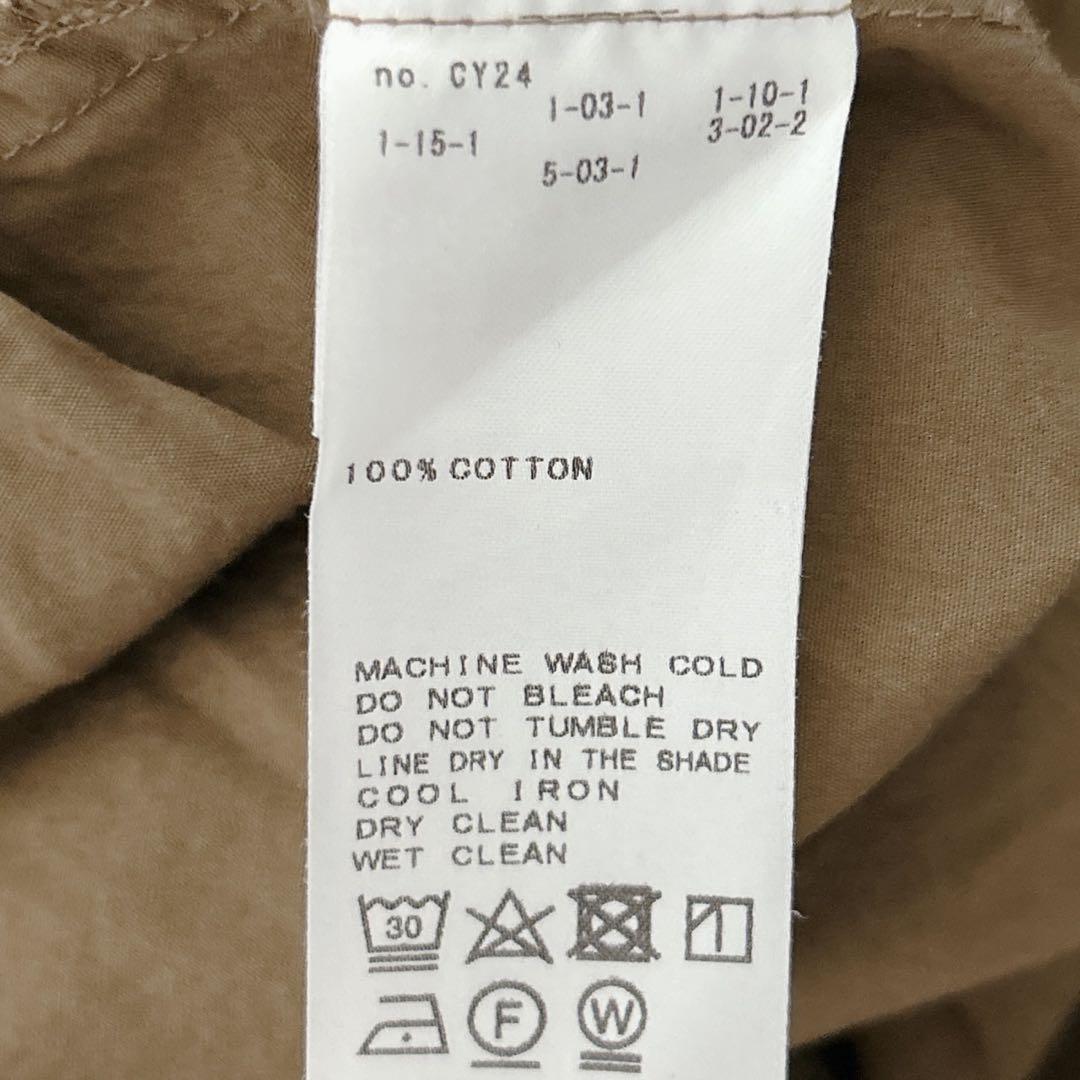 no. CY24
1-03-1
1-10-1
1-15-1
3-02-2
5-03-1
100% COTTON
MACHINE WASH COLD
DO NOT BLEACH
DO NOT TUMBLE DRY
LINE DRY IN THE SHADE
COOL IRON
DRY CLEAN
WET CLEAN
30
F
W